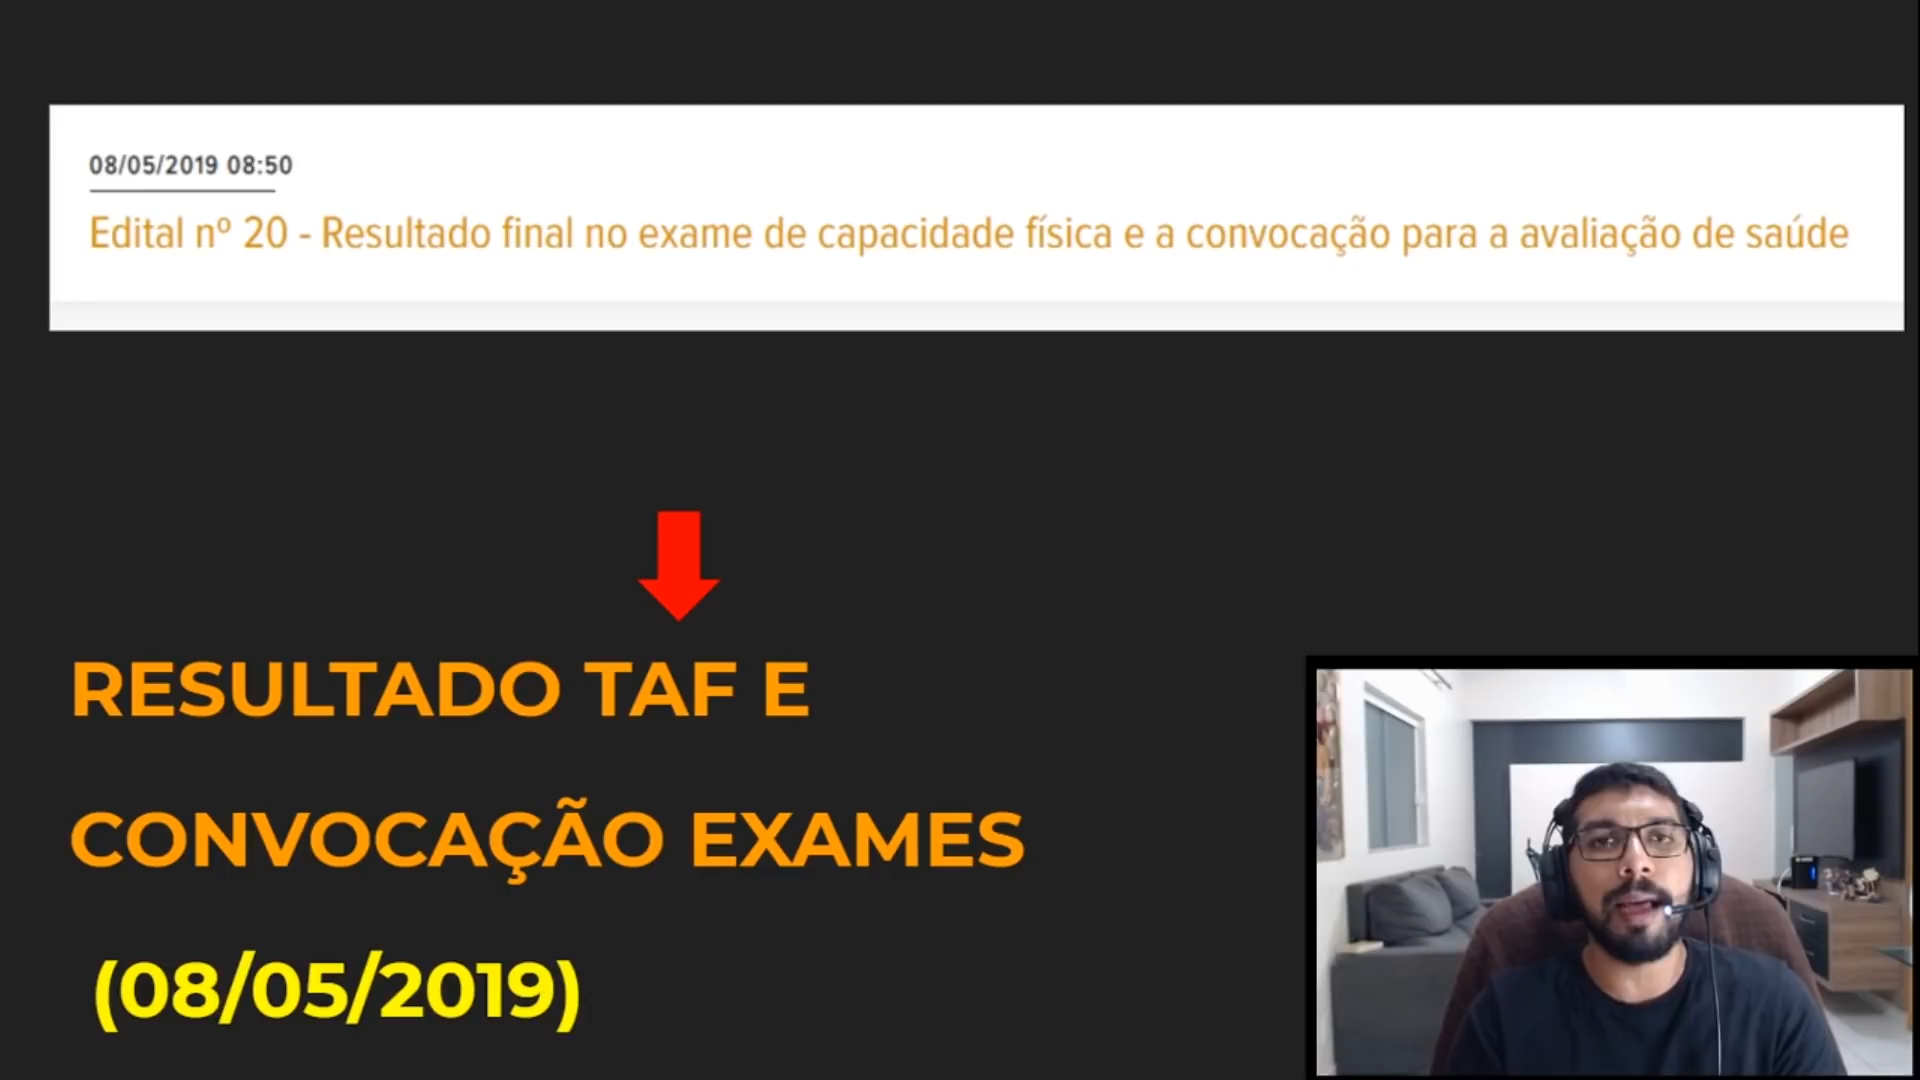 08/05/2019 08:50
Edital nº 20 - Resultado final no exame de capacidade física e a convocação para a avaliação de saúde
RESULTADO TAF E
CONVOCAÇÃO EXAMES
(08/05/2019)